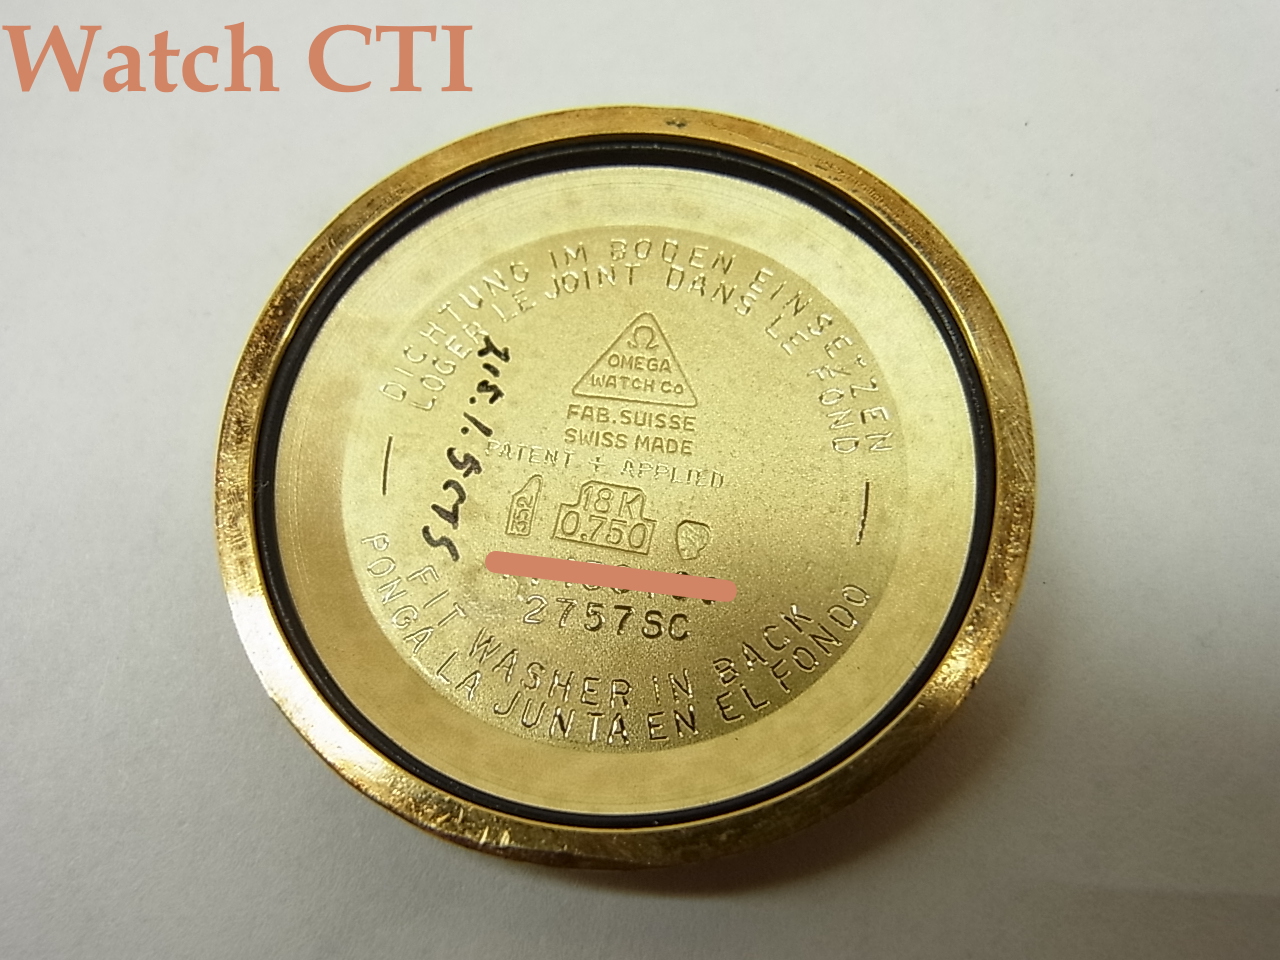 Watch CTI
DICHTUNG IM BODEN EINSETZEN
LOGER LE JOINT DANS LE FOND
Ω
OMEGA
WATCH Co
FAB. SUISSE
SWISS MADE
PATENT + APPLIED
352
18K
0.750
2757SC
FIT WASHER IN BACK
PONGA LA JUNTA EN EL FONDO